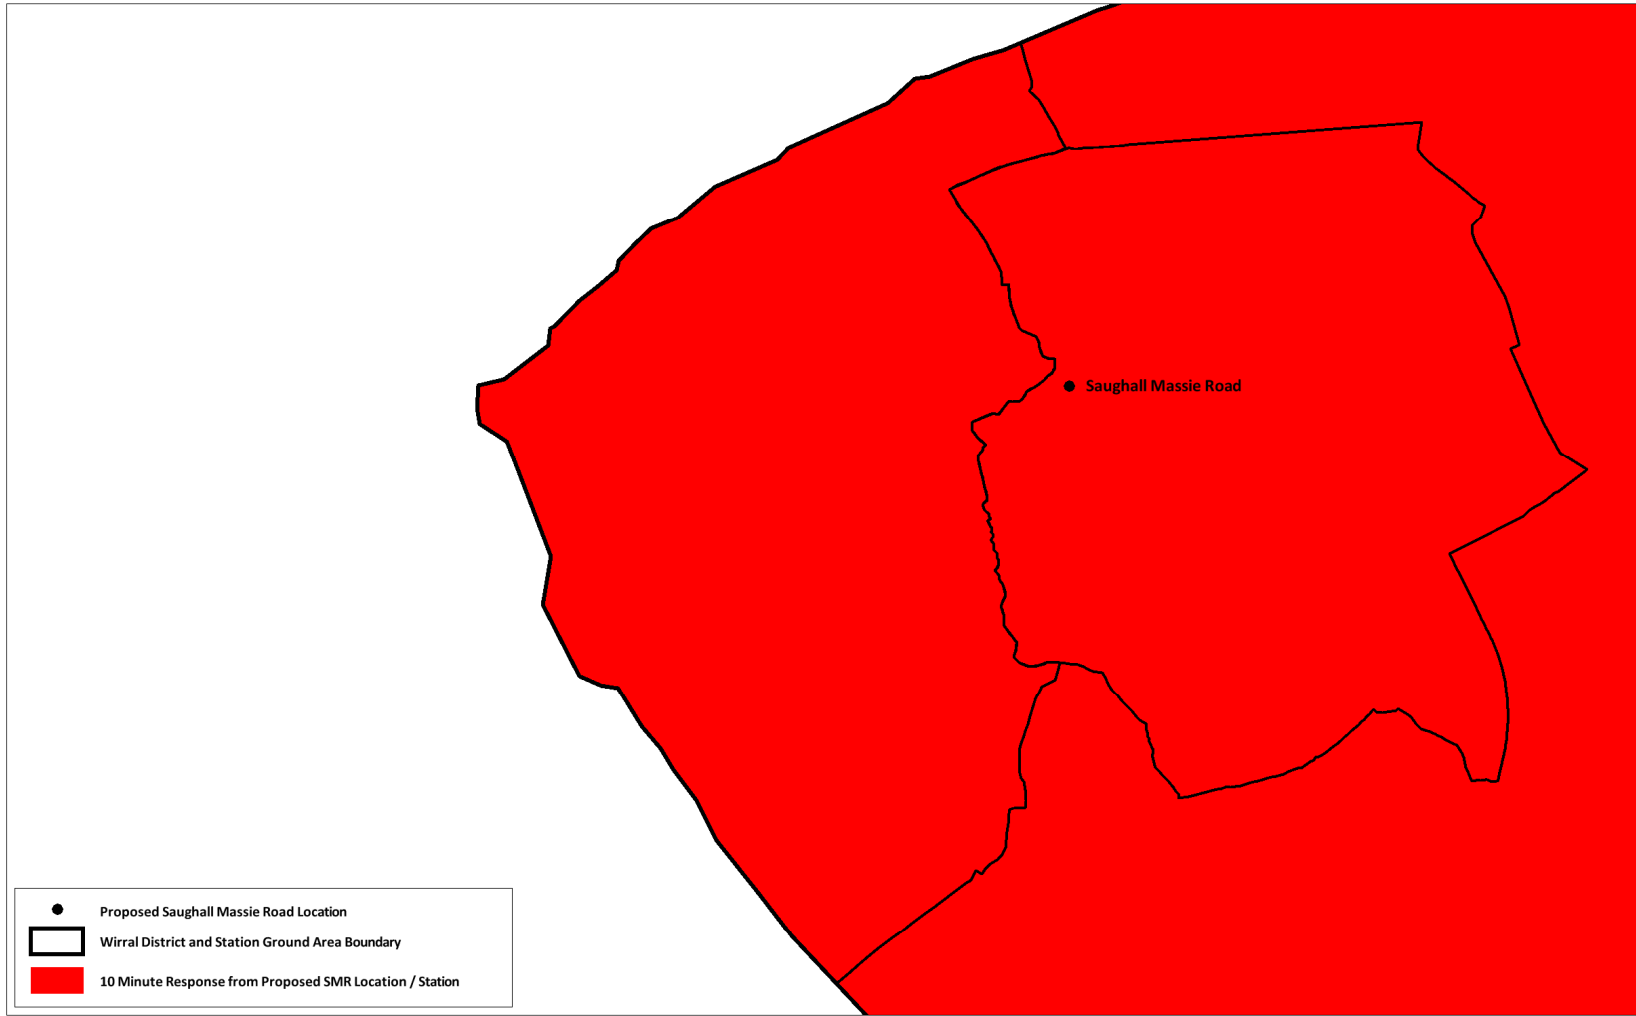 Saughall Massie Road
Proposed Saughall Massie Road Location
Wirral District and Station Ground Area Boundary
10 Minute Response from Proposed SMR Location / Station